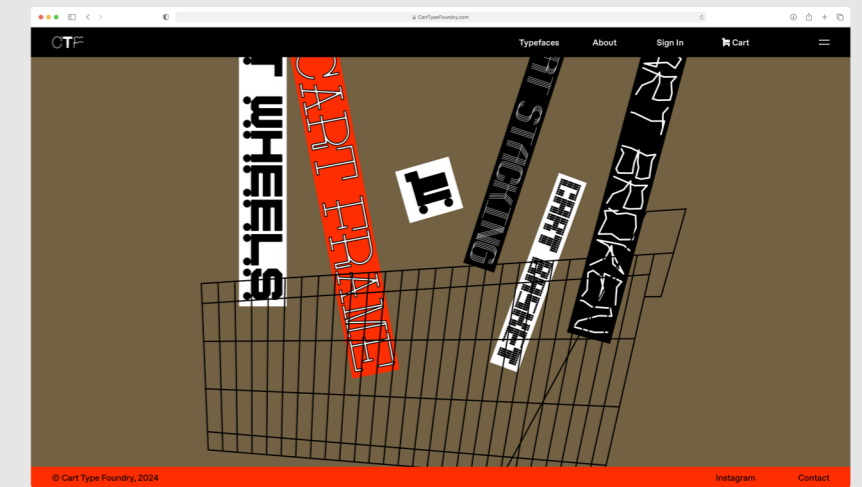 CartTypeFoundry.com
CTF
Typefaces
About
Sign In
Cart
T WHEELS
CART FRAME
RT STACKING
CART BASKET
ART BROKEN
© Cart Type Foundry, 2024
Instagram
Contact